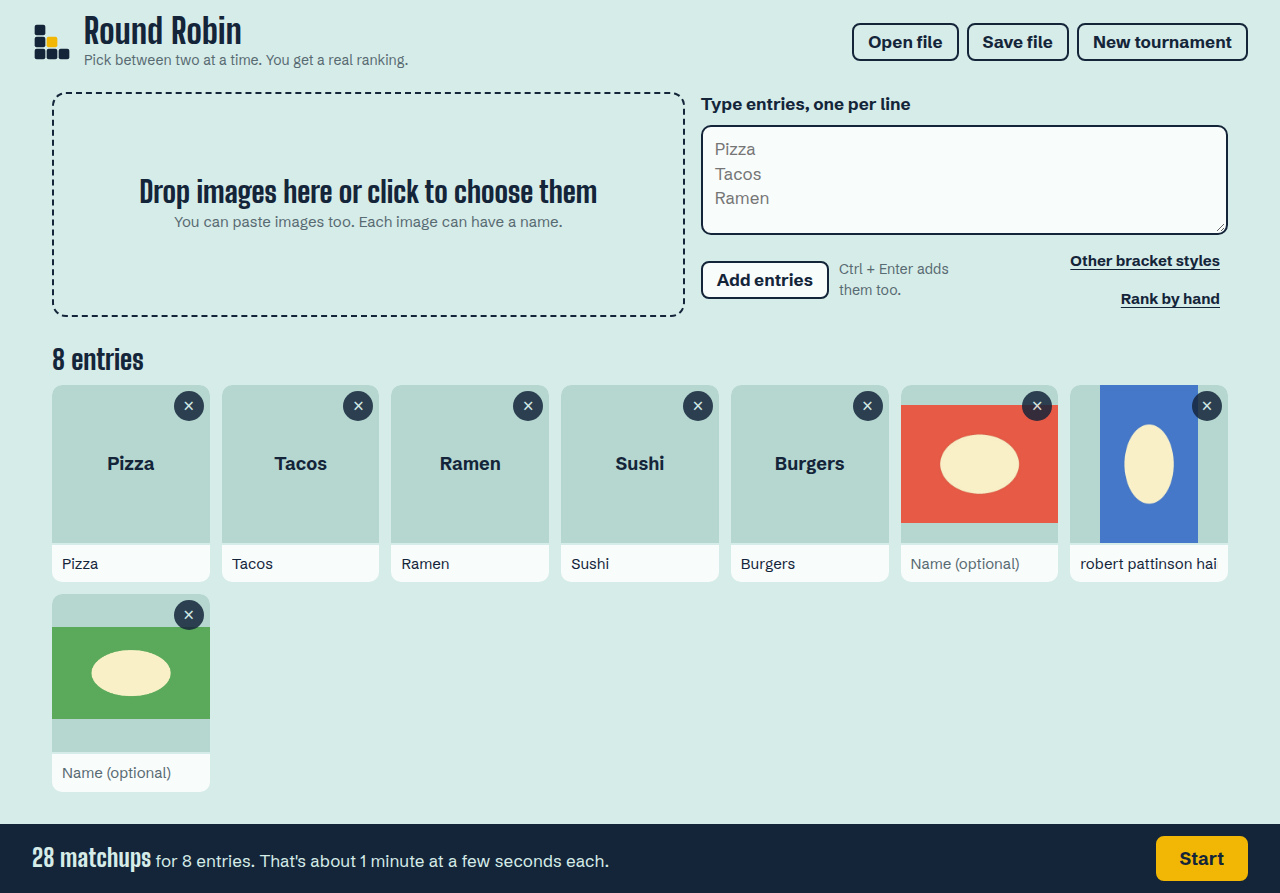 Round Robin
Pick between two at a time. You get a real ranking.
Open file
Save file
New tournament
Drop images here or click to choose them
You can paste images too. Each image can have a name.
Type entries, one per line
Pizza
Tacos
Ramen
Add entries
Ctrl + Enter adds
them too.
Other bracket styles
Rank by hand
8 entries
Pizza
Tacos
Ramen
Sushi
Burgers
Pizza
Tacos
Ramen
Sushi
Burgers
Name (optional)
robert pattinson hai
Name (optional)
28 matchups for 8 entries. That's about 1 minute at a few seconds each.
Start